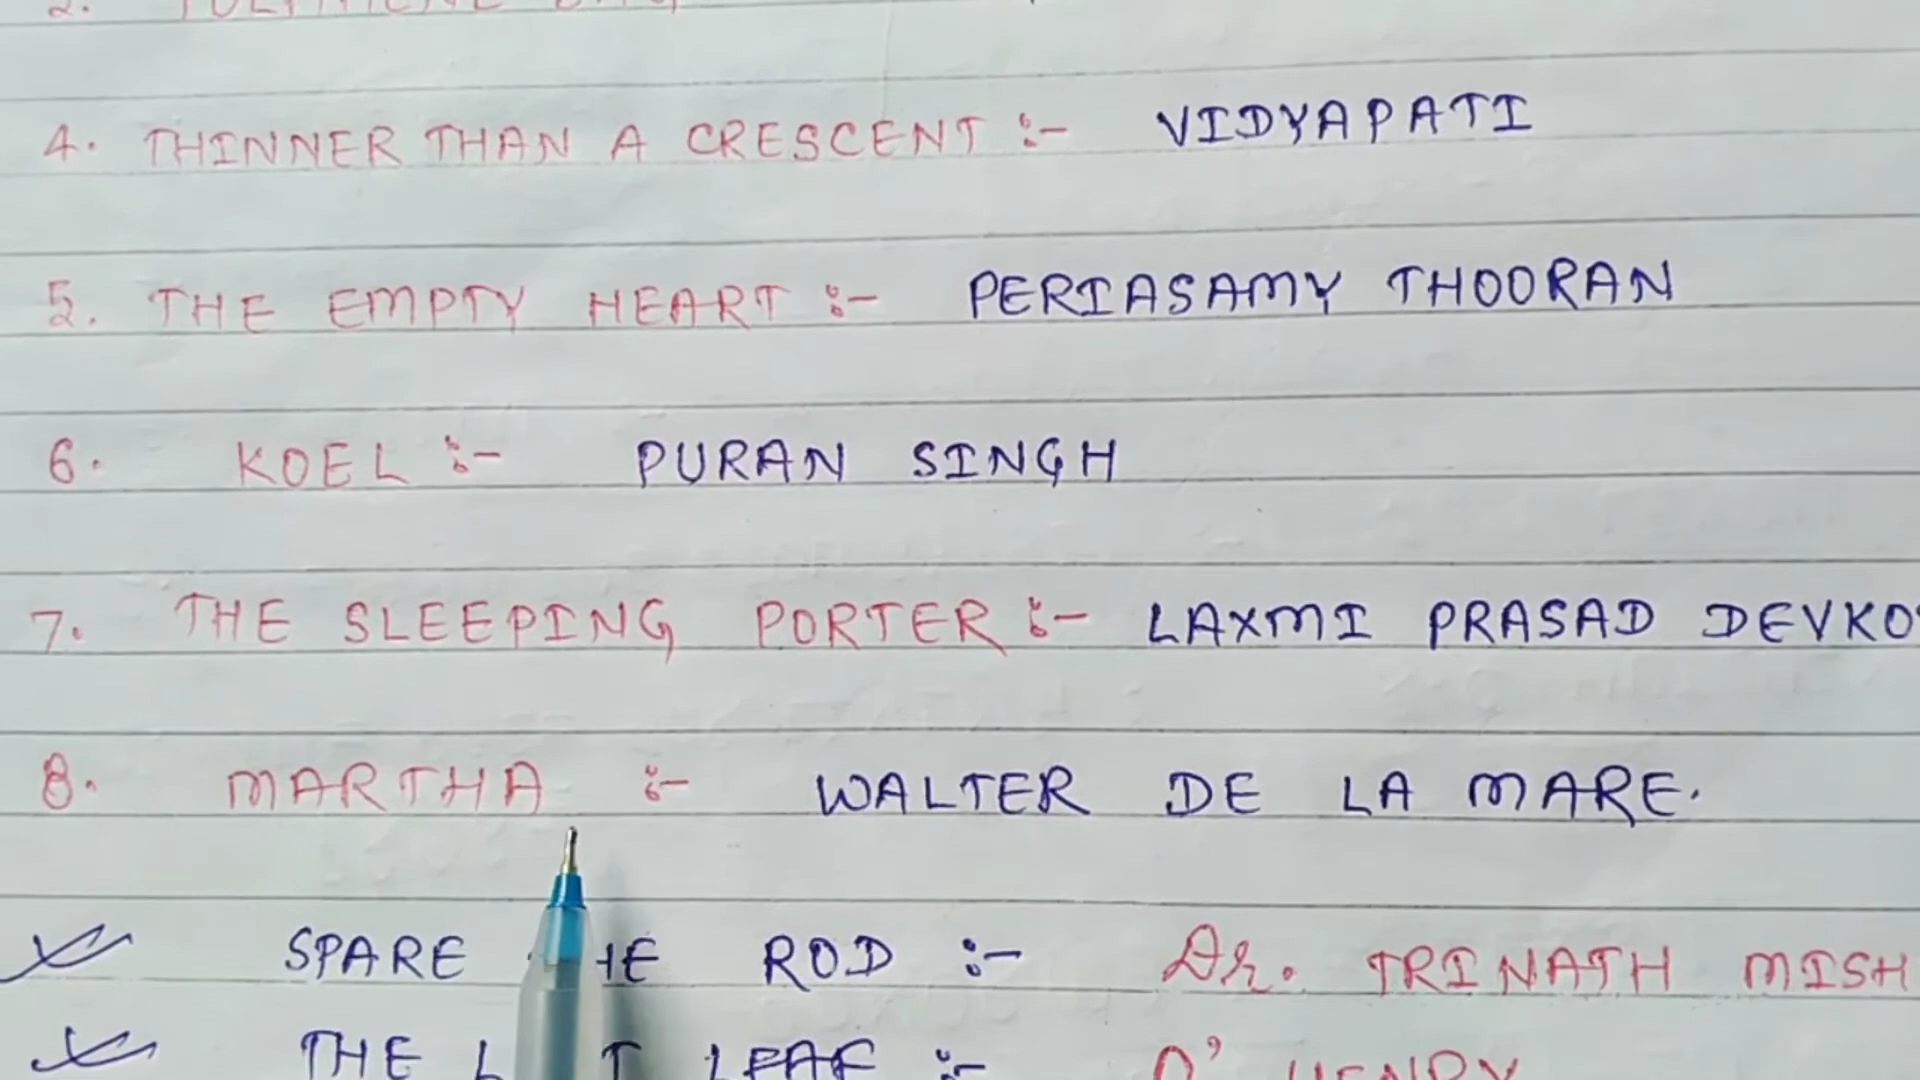 4. THINNER THAN A CRESCENT :- VIDYAPATI
5. THE EMPTY HEART :- PERIASAMY THOORAN
6. KOEL :- PURAN SINGH
7. THE SLEEPING PORTER :- LAXMI PRASAD DEVKO
8. MARTHA :- WALTER DE LA MARE.
SPARE ROD :- Dr. TRINATH MISH
THE LEAF :- O' HENRY